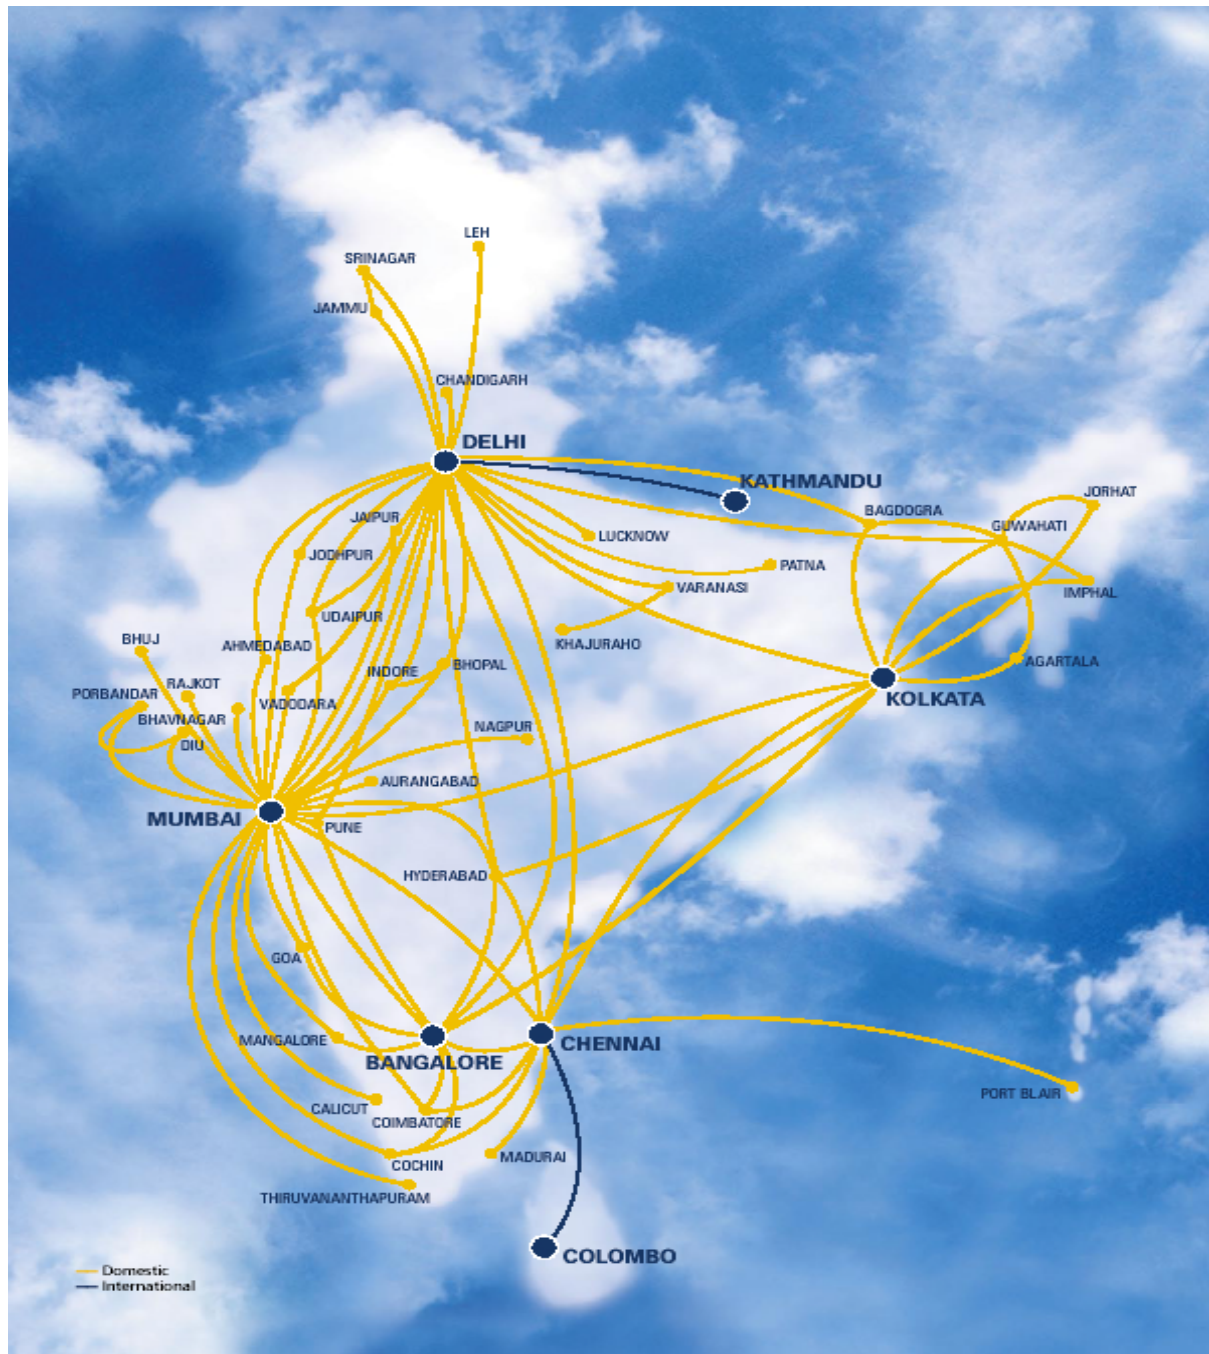 LEH
SRINAGAR
JAMMU
CHANDIGARH
DELHI
KATHMANDU
JORHAT
BAGDOGRA
JAIPUR
GUWAHATI
LUCKNOW
JODHPUR
PATNA
VARANASI
IMPHAL
UDAIPUR
BHUJ
AHMEDABAD
KHAJURAHO
AGARTALA
BHOPAL
INDORE
RAJKOT
PORBANDAR
VADODARA
KOLKATA
BHAVNAGAR
NAGPUR
DIU
AURANGABAD
MUMBAI
PUNE
HYDERABAD
GOA
MANGALORE
CHENNAI
BANGALORE
PORT BLAIR
CALICUT
COIMBATORE
MADURAI
COCHIN
THIRUVANANTHAPURAM
COLOMBO
Domestic
International